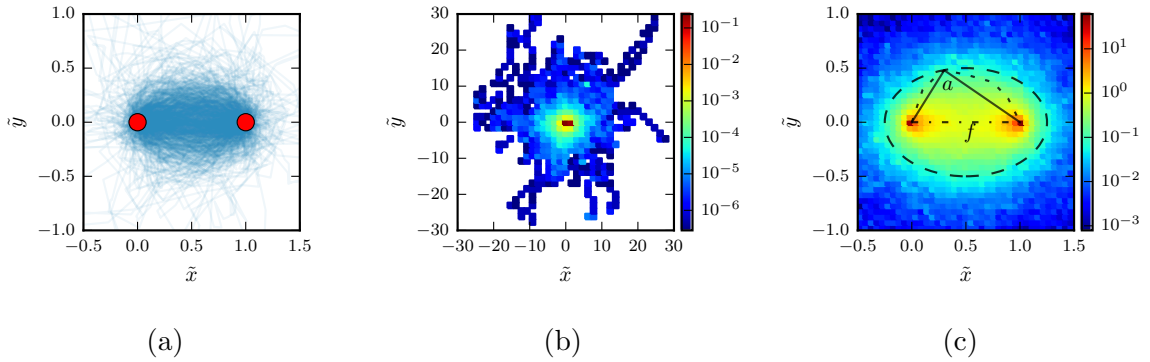 1.0
0.5
0.0
−0.5
−1.0
ỹ
−0.5 0.0 0.5 1.0 1.5
x̃
(a)
30
20
10
0
−10
−20
−30
ỹ
−30 −20 −10 0 10 20 30
x̃
10⁻¹
10⁻²
10⁻³
10⁻⁴
10⁻⁵
10⁻⁶
(b)
1.0
0.5
0.0
−0.5
−1.0
ỹ
a
f
−0.5 0.0 0.5 1.0 1.5
x̃
10¹
10⁰
10⁻¹
10⁻²
10⁻³
(c)